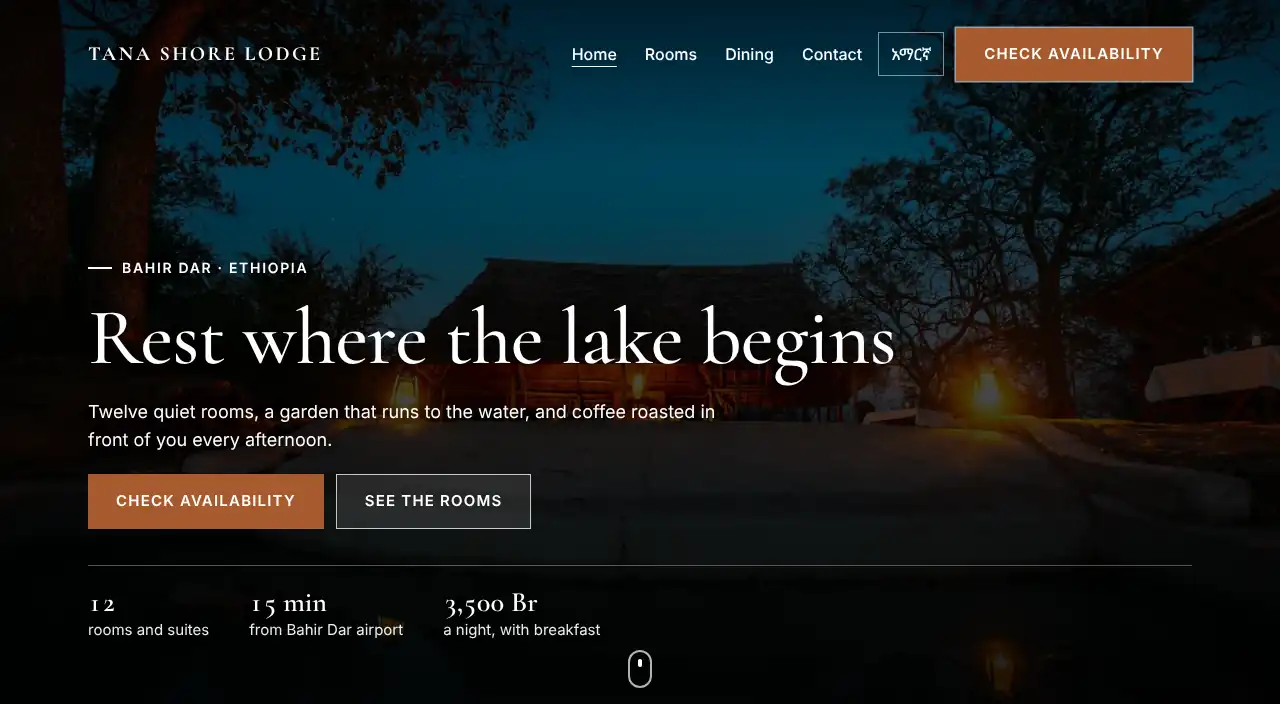 TANA SHORE LODGE
Home Rooms Dining Contact አማርኛ CHECK AVAILABILITY
BAHIR DAR · ETHIOPIA
Rest where the lake begins
Twelve quiet rooms, a garden that runs to the water, and coffee roasted in
front of you every afternoon.
CHECK AVAILABILITY SEE THE ROOMS
12 15 min 3,500 Br
rooms and suites from Bahir Dar airport a night, with breakfast